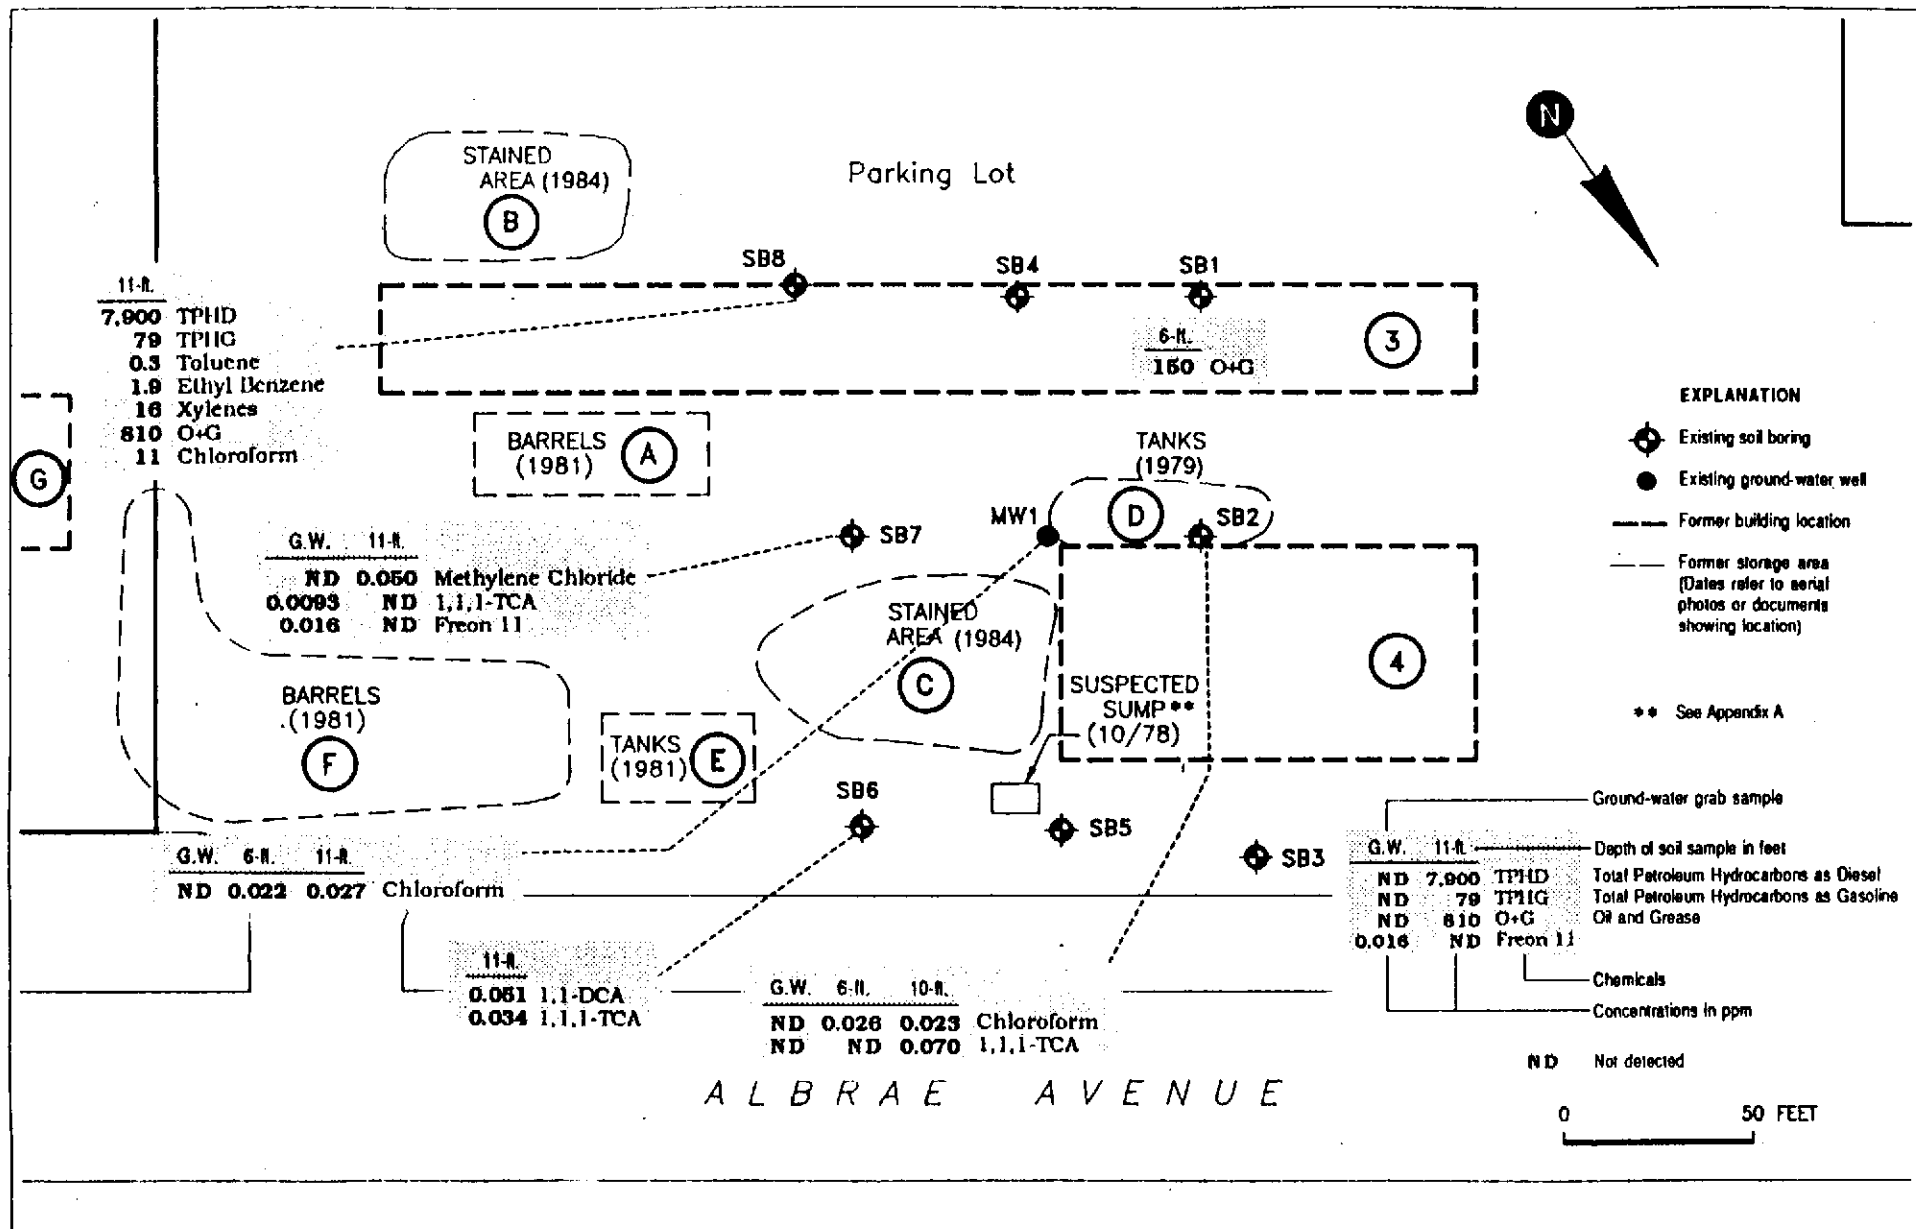 N
STAINED
AREA (1984)
B
Parking Lot
SB8
SB4
SB1
11-ft.
7,900 TPHD
79 TPHG
0.3 Toluene
1.9 Ethyl Benzene
16 Xylenes
810 O+G
11 Chloroform
6-ft.
150 O+G
3
G
BARRELS
(1981)
A
TANKS
(1979)
D
MW1
SB2
SB7
G.W. 11-ft.
ND 0.050 Methylene Chloride
0.0093 ND 1,1,1-TCA
0.016 ND Freon 11
STAINED
AREA (1984)
C
4
SUSPECTED
SUMP**
(10/78)
BARRELS
(1981)
F
TANKS
(1981)
E
SB6
SB5
SB3
G.W. 6-ft. 11-ft.
ND 0.022 0.027 Chloroform
11-ft.
0.051 1,1-DCA
0.034 1,1,1-TCA
G.W. 6-ft. 10-ft.
ND 0.026 0.023 Chloroform
ND ND 0.070 1,1,1-TCA
ALBRAE AVENUE
EXPLANATION
Existing soil boring
Existing ground-water well
Former building location
Former storage area
(Dates refer to aerial
photos or documents
showing location)
** See Appendix A
Ground-water grab sample
G.W. 11-ft. Depth of soil sample in feet
ND 7,900 TPHD Total Petroleum Hydrocarbons as Diesel
ND 79 TPHG Total Petroleum Hydrocarbons as Gasoline
ND 810 O+G Oil and Grease
0.016 ND Freon 11
Chemicals
Concentrations in ppm
ND Not detected
0 50 FEET